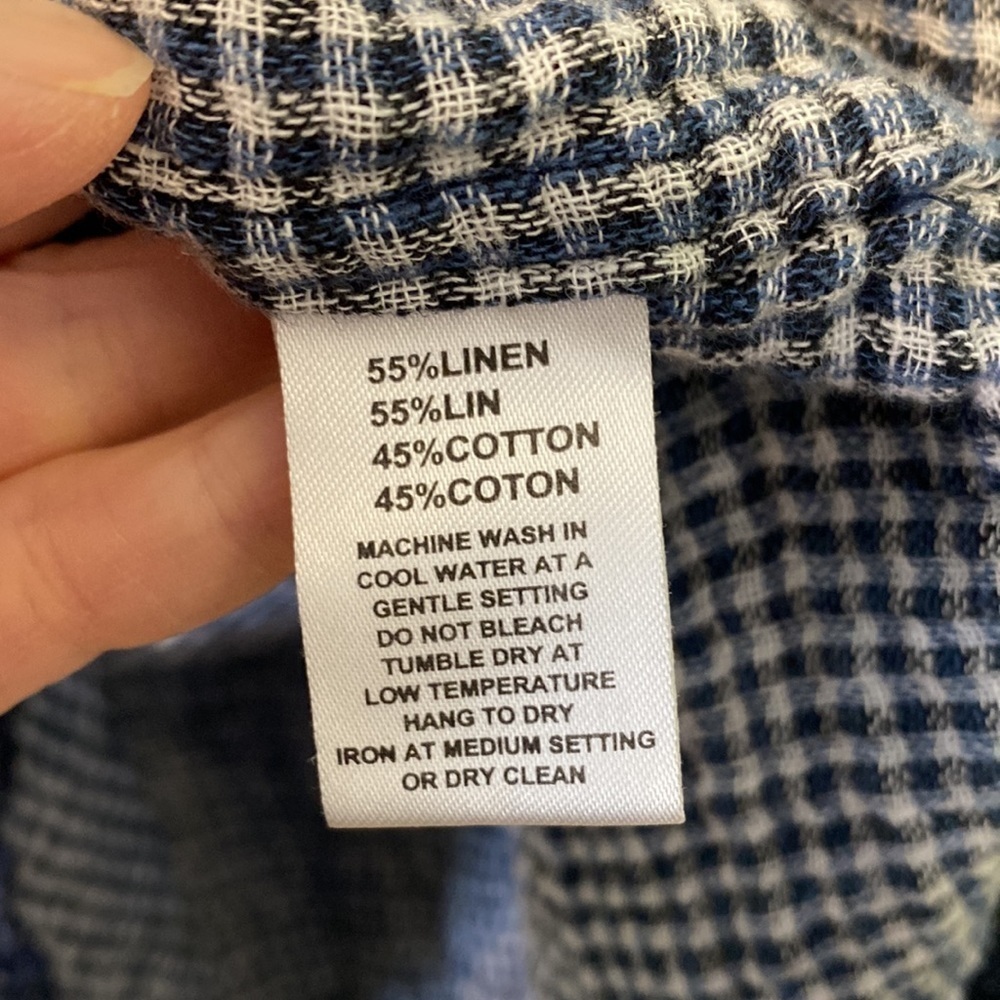 55%LINEN
55%LIN
45%COTTON
45%COTON
MACHINE WASH IN
COOL WATER AT A
GENTLE SETTING
DO NOT BLEACH
TUMBLE DRY AT
LOW TEMPERATURE
HANG TO DRY
IRON AT MEDIUM SETTING
OR DRY CLEAN